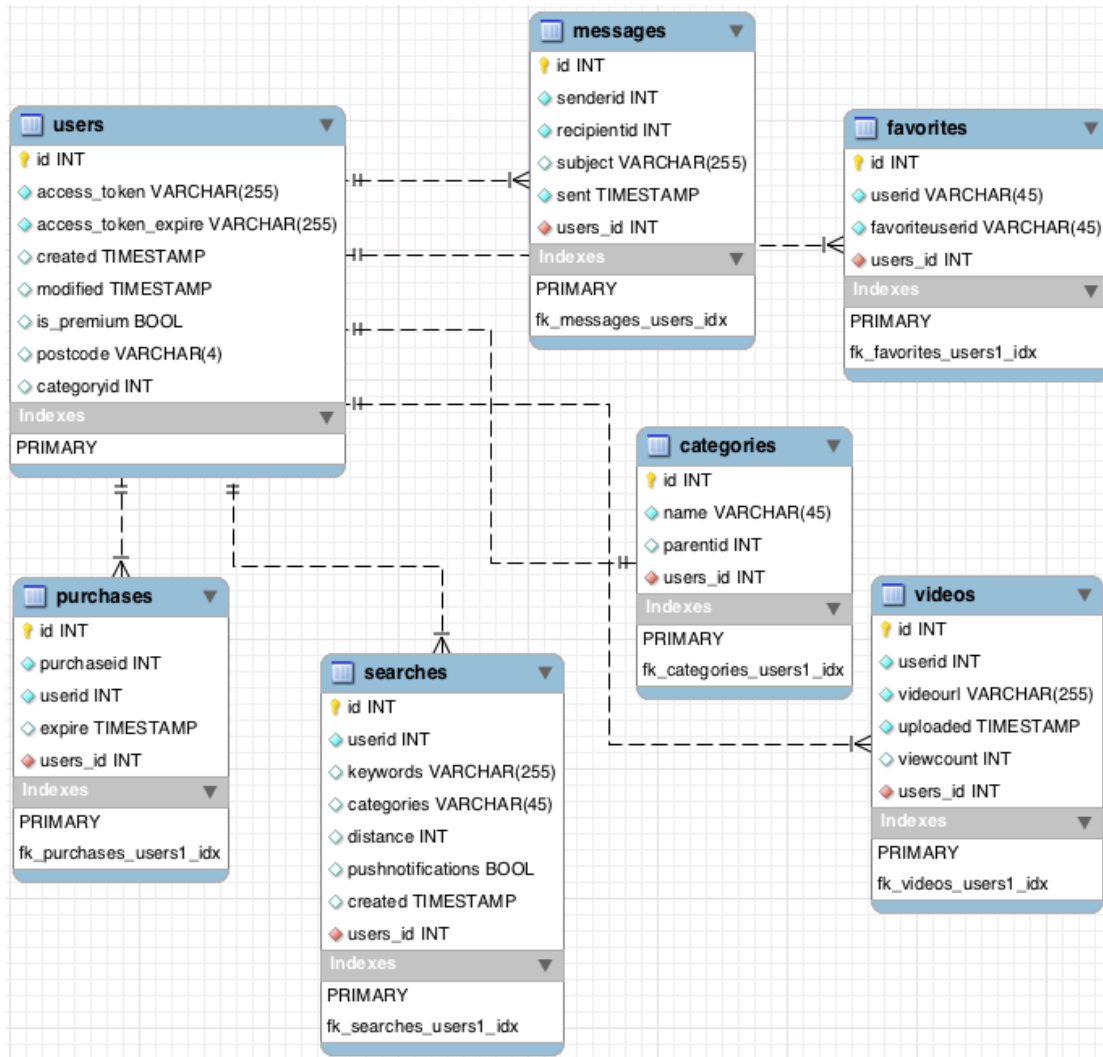 messages
id INT
senderid INT
recipientid INT
subject VARCHAR(255)
sent TIMESTAMP
users_id INT
Indexes
PRIMARY
fk_messages_users_idx
users
id INT
access_token VARCHAR(255)
access_token_expire VARCHAR(255)
created TIMESTAMP
modified TIMESTAMP
is_premium BOOL
postcode VARCHAR(4)
categoryid INT
Indexes
PRIMARY
favorites
id INT
userid VARCHAR(45)
favoriteuserid VARCHAR(45)
users_id INT
Indexes
PRIMARY
fk_favorites_users1_idx
categories
id INT
name VARCHAR(45)
parentid INT
users_id INT
Indexes
PRIMARY
fk_categories_users1_idx
purchases
id INT
purchaseid INT
userid INT
expire TIMESTAMP
users_id INT
Indexes
PRIMARY
fk_purchases_users1_idx
searches
id INT
userid INT
keywords VARCHAR(255)
categories VARCHAR(45)
distance INT
pushnotifications BOOL
created TIMESTAMP
users_id INT
Indexes
PRIMARY
fk_searches_users1_idx
videos
id INT
userid INT
videourl VARCHAR(255)
uploaded TIMESTAMP
viewcount INT
users_id INT
Indexes
PRIMARY
fk_videos_users1_idx